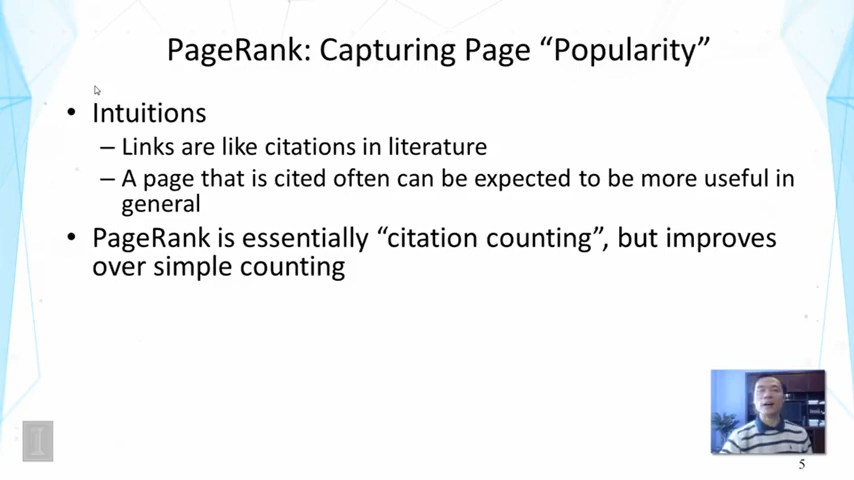 PageRank: Capturing Page “Popularity”
• Intuitions
– Links are like citations in literature
– A page that is cited often can be expected to be more useful in
general
• PageRank is essentially “citation counting”, but improves
over simple counting
I
5